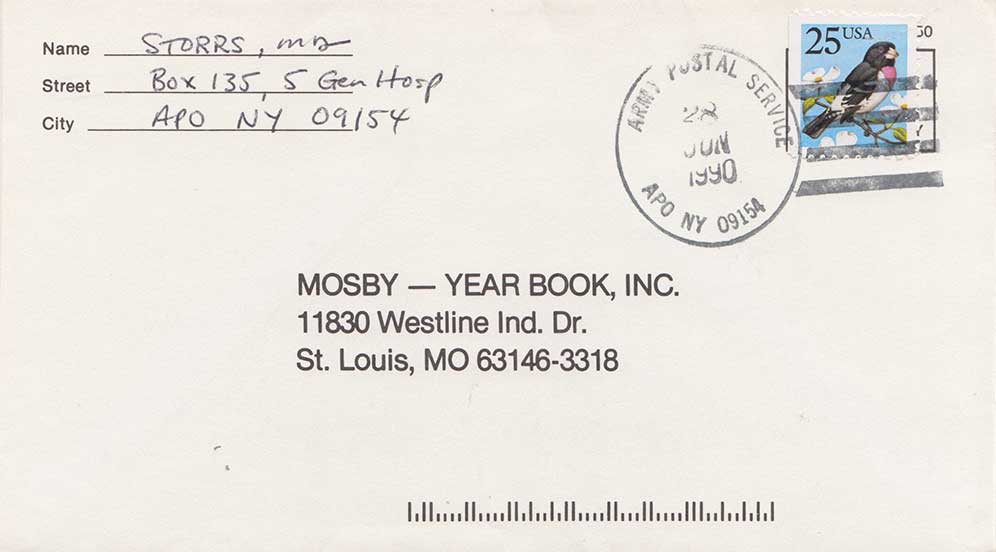 Name STORRS, MD
Street Box 135, 5 Gen Hosp
City APO NY 09154
25 USA
50
ARMY POSTAL SERVICE
28
JUN
1990
APO NY 09154
MOSBY — YEAR BOOK, INC.
11830 Westline Ind. Dr.
St. Louis, MO 63146-3318